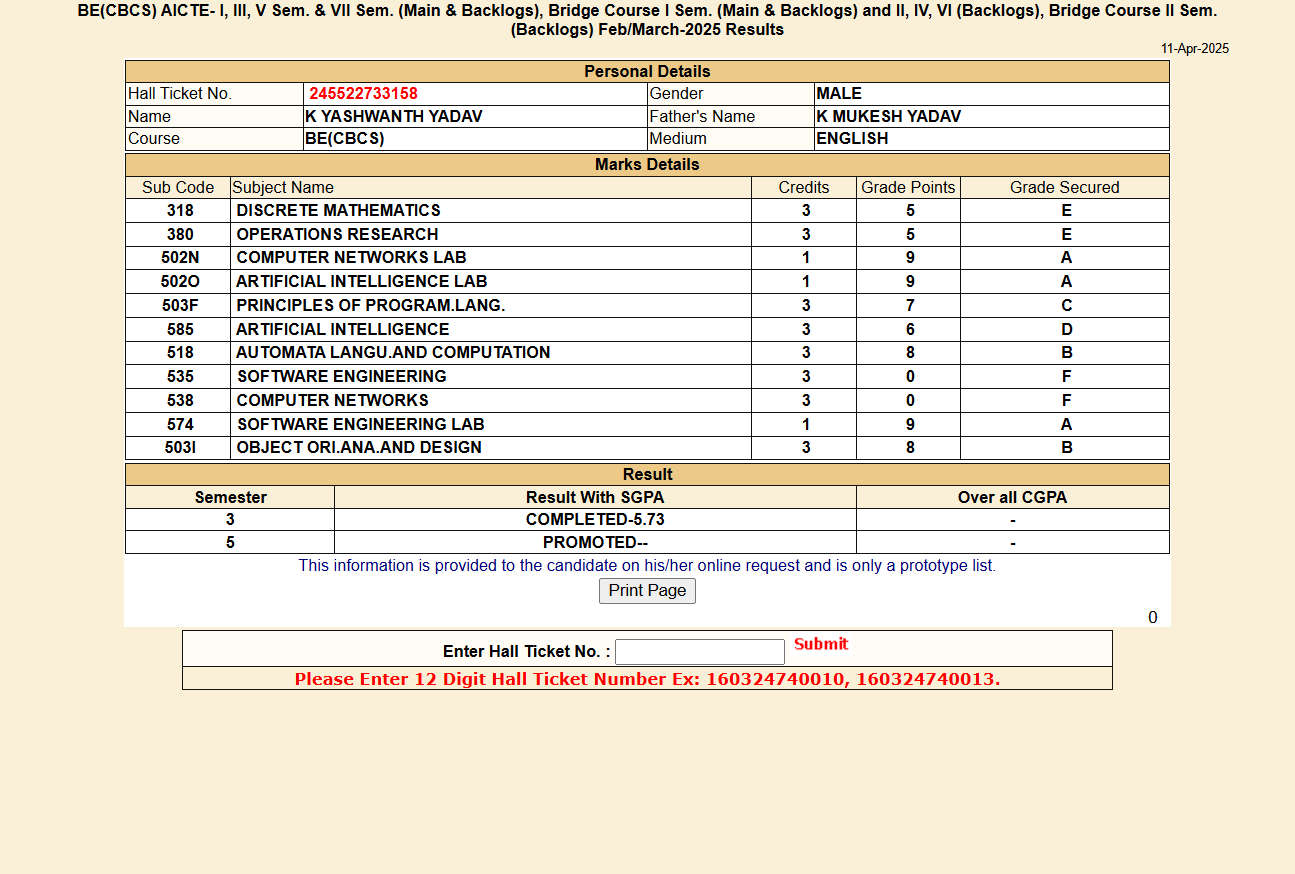 BE(CBCS) AICTE- I, III, V Sem. & VII Sem. (Main & Backlogs), Bridge Course I Sem. (Main & Backlogs) and II, IV, VI (Backlogs), Bridge Course II Sem.
(Backlogs) Feb/March-2025 Results
11-Apr-2025
Personal Details
Hall Ticket No. 245522733158 Gender MALE
Name K YASHWANTH YADAV Father's Name K MUKESH YADAV
Course BE(CBCS) Medium ENGLISH
Marks Details
Sub Code Subject Name Credits Grade Points Grade Secured
318 DISCRETE MATHEMATICS 3 5 E
380 OPERATIONS RESEARCH 3 5 E
502N COMPUTER NETWORKS LAB 1 9 A
502O ARTIFICIAL INTELLIGENCE LAB 1 9 A
503F PRINCIPLES OF PROGRAM.LANG. 3 7 C
585 ARTIFICIAL INTELLIGENCE 3 6 D
518 AUTOMATA LANGU.AND COMPUTATION 3 8 B
535 SOFTWARE ENGINEERING 3 0 F
538 COMPUTER NETWORKS 3 0 F
574 SOFTWARE ENGINEERING LAB 1 9 A
503I OBJECT ORI.ANA.AND DESIGN 3 8 B
Result
Semester Result With SGPA Over all CGPA
3 COMPLETED-5.73 -
5 PROMOTED-- -
This information is provided to the candidate on his/her online request and is only a prototype list.
Print Page
0
Enter Hall Ticket No. : Submit
Please Enter 12 Digit Hall Ticket Number Ex: 160324740010, 160324740013.